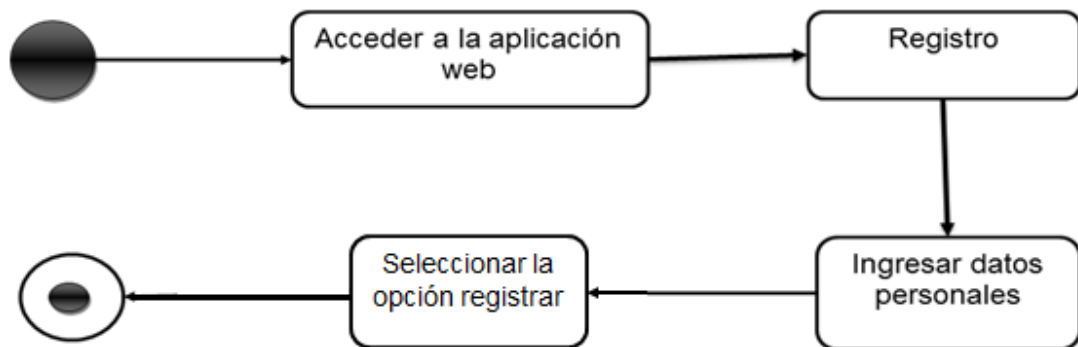 Acceder a la aplicación
web
Registro
Ingresar datos
personales
Seleccionar la
opción registrar